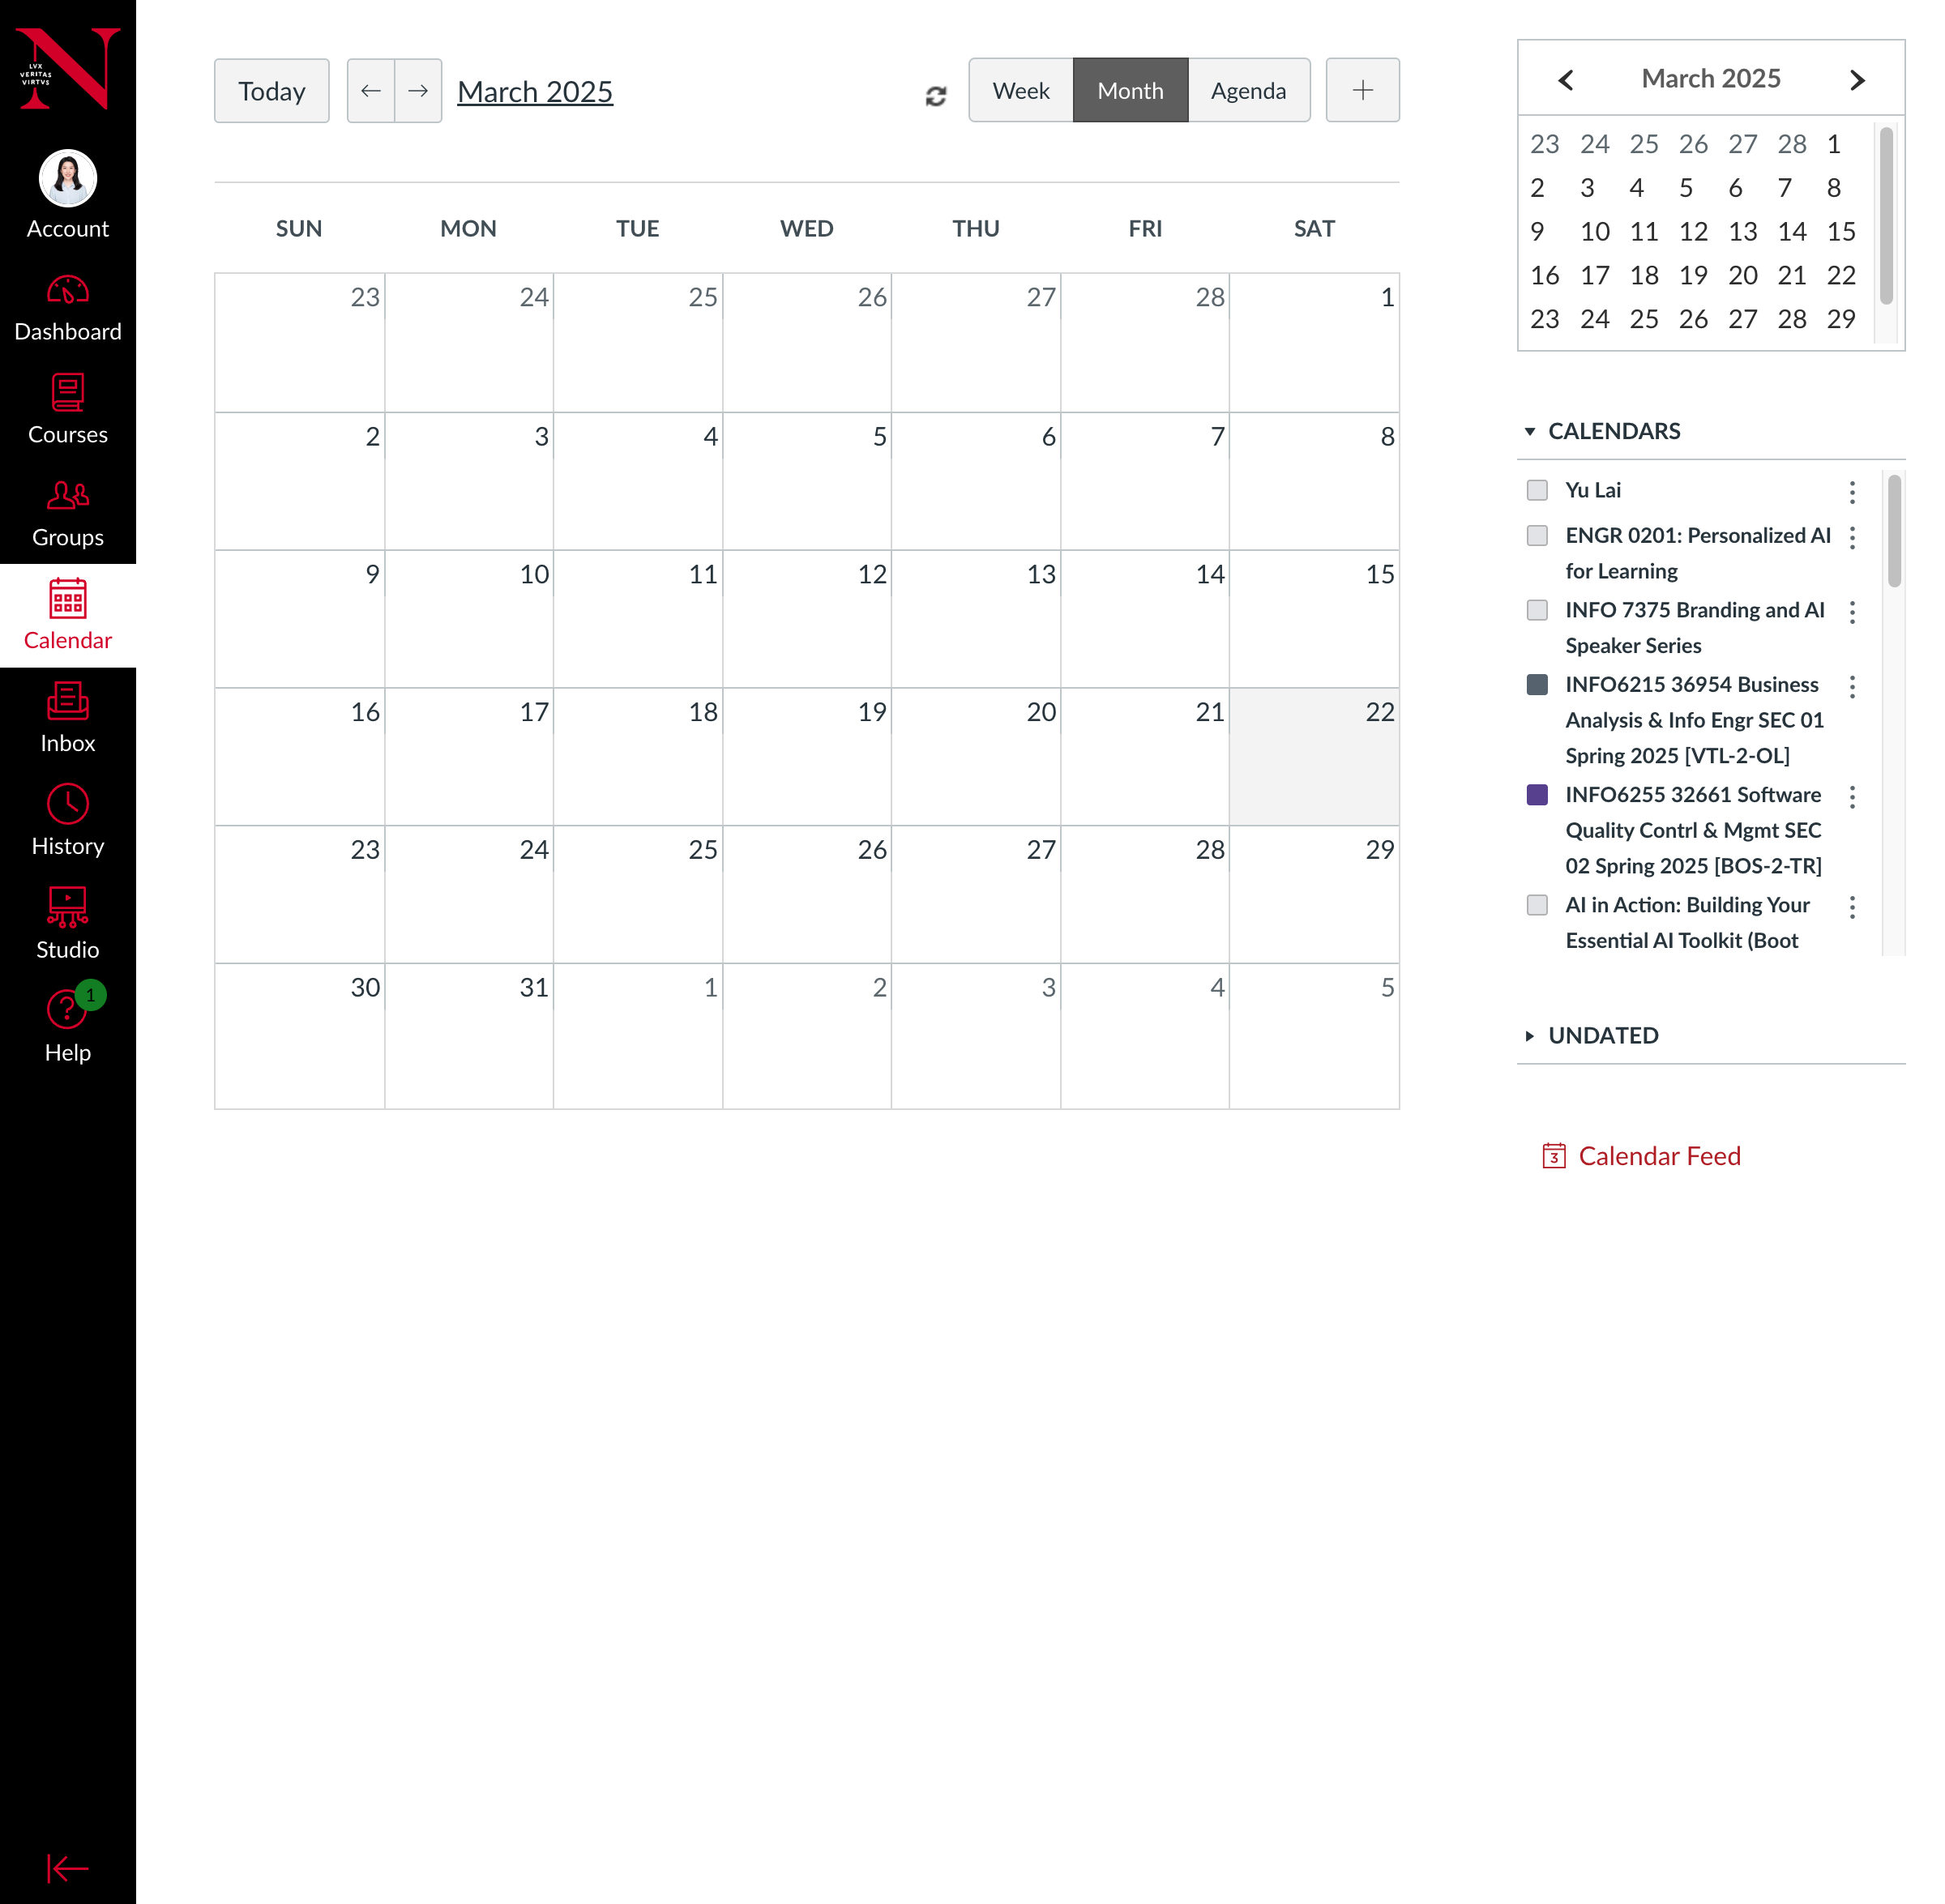 LVX
VERITAS
VIRTVS
Account
Dashboard
Courses
Groups
Calendar
Inbox
History
Studio
1
Help
Today
March 2025
Week Month Agenda
SUN MON TUE WED THU FRI SAT
23 24 25 26 27 28 1
2 3 4 5 6 7 8
9 10 11 12 13 14 15
16 17 18 19 20 21 22
23 24 25 26 27 28 29
30 31 1 2 3 4 5
March 2025
23 24 25 26 27 28 1
2 3 4 5 6 7 8
9 10 11 12 13 14 15
16 17 18 19 20 21 22
23 24 25 26 27 28 29
CALENDARS
Yu Lai
ENGR 0201: Personalized AI
for Learning
INFO 7375 Branding and AI
Speaker Series
INFO6215 36954 Business
Analysis & Info Engr SEC 01
Spring 2025 [VTL-2-OL]
INFO6255 32661 Software
Quality Contrl & Mgmt SEC
02 Spring 2025 [BOS-2-TR]
AI in Action: Building Your
Essential AI Toolkit (Boot
UNDATED
3 Calendar Feed